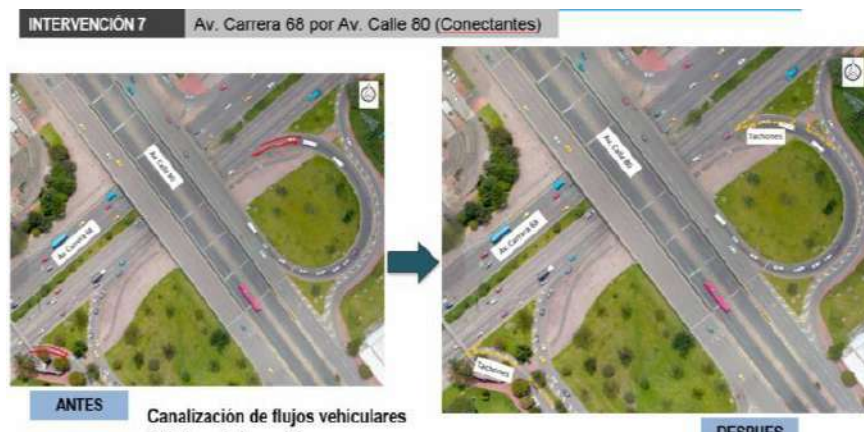 INTERVENCIÓN 7
Av. Carrera 68 por Av. Calle 80 (Conectantes)
Av. Calle 80
Av. Carrera 68
ANTES
Canalización de flujos vehiculares
Av. Calle 80
Av. Carrera 68
Tachones
Tachones
DESPUES